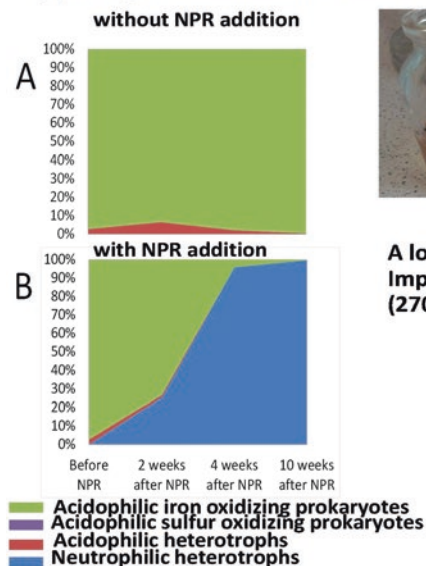 without NPR addition
A
100%
90%
80%
70%
60%
50%
40%
30%
20%
10%
0%
with NPR addition
B
100%
90%
80%
70%
60%
50%
40%
30%
20%
10%
0%
Before NPR
2 weeks after NPR
4 weeks after NPR
10 weeks after NPR
Acidophilic iron oxidizing prokaryotes
Acidophilic sulfur oxidizing prokaryotes
Acidophilic heterotrophs
Neutrophilic heterotrophs
A lo
Imp
(270